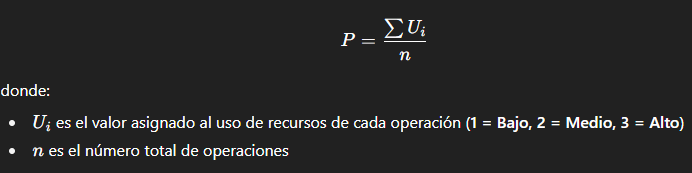 P = ∑ U_i / n
donde:
• U_i es el valor asignado al uso de recursos de cada operación (1 = Bajo, 2 = Medio, 3 = Alto)
• n es el número total de operaciones